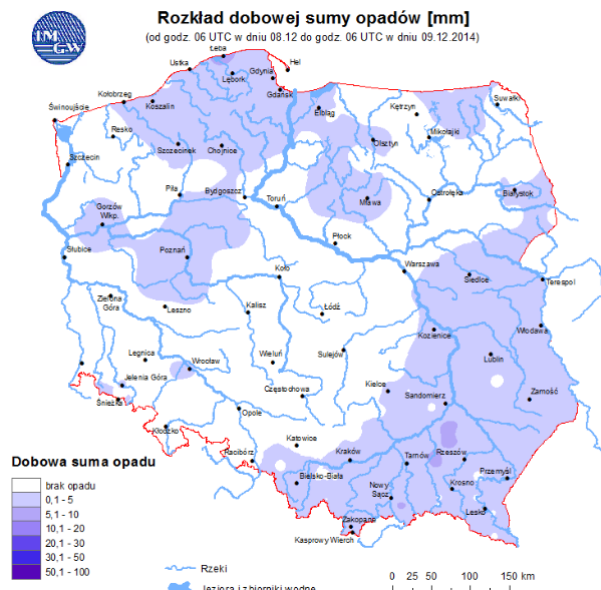 IMGW
Rozkład dobowej sumy opadów [mm]
(od godz. 06 UTC w dniu 08.12 do godz. 06 UTC w dniu 09.12.2014)
Łeba
Hel
Ustka
Gdynia
Lębork
Gdańsk
Suwałki
Kołobrzeg
Koszalin
Elbląg
Kętrzyn
Świnoujście
Resko
Mikołajki
Olsztyn
Szczecinek
Chojnice
Szczecin
Piła
Bydgoszcz
Białystok
Ostrołęka
Toruń
Mława
Gorzów
Wlkp.
Płock
Słubice
Poznań
Warszawa
Koło
Siedlce
Terespol
Zielona
Góra
Leszno
Kalisz
Łódź
Kozienice
Włodawa
Legnica
Wrocław
Wieluń
Sulejów
Lublin
Jelenia Góra
Kielce
Zamość
Śnieżka
Częstochowa
Sandomierz
Opole
Kłodzko
Katowice
Racibórz
Kraków
Tarnów
Rzeszów
Przemyśl
Bielsko-Biała
Nowy
Sącz
Krosno
Lesko
Zakopane
Kasprowy Wierch
Dobowa suma opadu
brak opadu
0,1 - 5
5,1 - 10
10,1 - 20
20,1 - 30
30,1 - 50
50,1 - 100
Rzeki
Jeziora i zbiorniki wodne
0 25 50 100 150 km